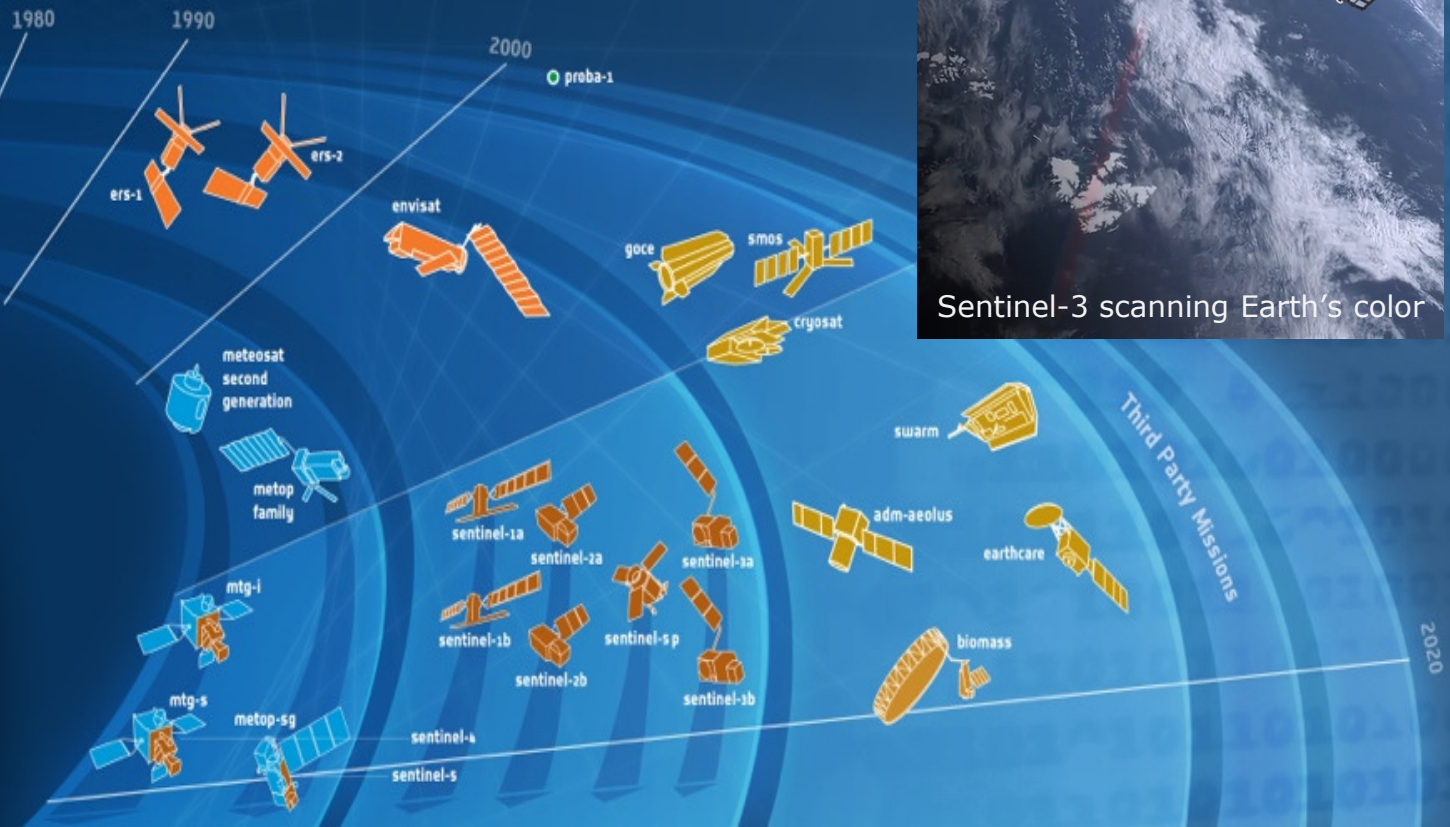 1980
1990
2000
proba-1
ers-1
ers-2
envisat
goce
smos
cryosat
Sentinel-3 scanning Earth’s color
meteosat
second
generation
metop
family
swarm
Third Party Missions
sentinel-1a
sentinel-2a
sentinel-3a
adm-aeolus
earthcare
mtg-i
sentinel-1b
sentinel-5p
sentinel-2b
sentinel-3b
biomass
2020
mtg-s
metop-sg
sentinel-4
sentinel-5